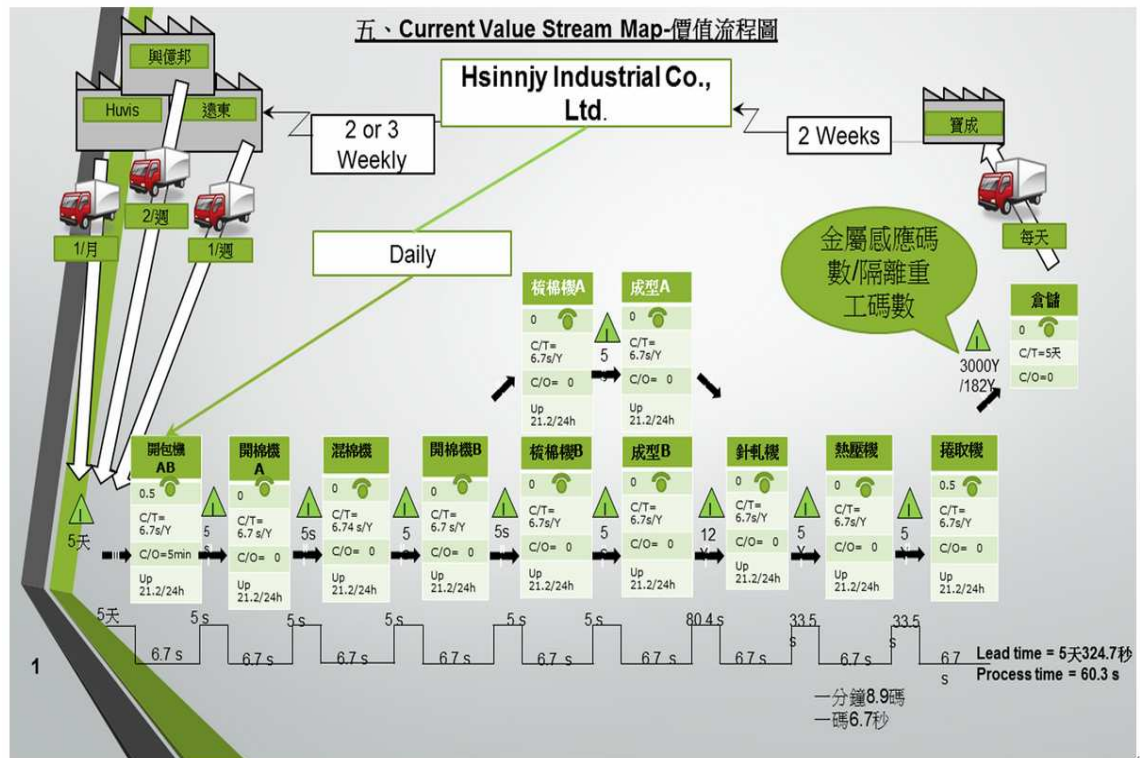 五、Current Value Stream Map-價值流程圖
興億邦
Huvis
遠東
2 or 3
Weekly
Hsinnjy Industrial Co.,
Ltd.
2 Weeks
寶成
1/月
2/週
1/週
每天
Daily
金屬感應碼
數/隔離重
工碼數
梳棉機A
0
C/T=
6.7s/Y
C/O= 0
Up
21.2/24h
5
成型A
0
C/T=
6.7s/Y
C/O= 0
Up
21.2/24h
3000Y
/182Y
倉儲
0
C/T=5天
C/O=0
5天
開包機
AB
0.5
C/T=
6.7s/Y
C/O=5min
Up
21.2/24h
5
開棉機
A
0
C/T=
6.7 s/Y
C/O= 0
Up
21.2/24h
5s
混棉機
0
C/T=
6.74 s/Y
C/O= 0
Up
21.2/24h
5
開棉機B
0
C/T=
6.7 s/Y
C/O= 0
Up
21.2/24h
5s
梳棉機B
0
C/T=
6.7s/Y
C/O= 0
Up
21.2/24h
5
成型B
0
C/T=
6.7s/Y
C/O= 0
Up
21.2/24h
12
針軋機
0
C/T=
6.7s/Y
C/O= 0
Up
21.2/24h
5
Y
熱壓機
0
C/T=
6.7s/Y
C/O= 0
Up
21.2/24h
5
捲取機
0.5
C/T=
6.7s/Y
C/O= 0
Up
21.2/24h
5天
5 s
5 s
5 s
5 s
5 s
80.4 s
33.5
s
33.5
s
6.7 s
6.7 s
6.7 s
6.7 s
6.7 s
6.7 s
6.7 s
6.7 s
6.7
s
Lead time = 5天324.7秒
Process time = 60.3 s
一分鐘8.9碼
一碼6.7秒
1